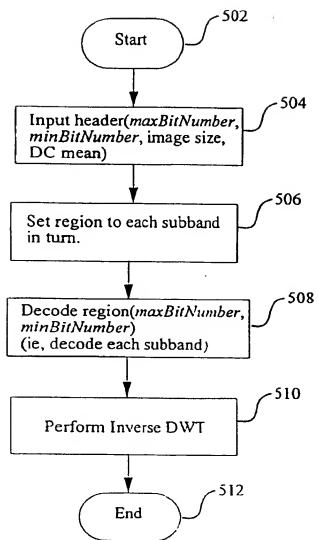 502
Start
504
Input header(maxBitNumber,
minBitNumber, image size,
DC mean)
506
Set region to each subband
in turn.
508
Decode region(maxBitNumber,
minBitNumber)
(ie, decode each subband)
510
Perform Inverse DWT
512
End